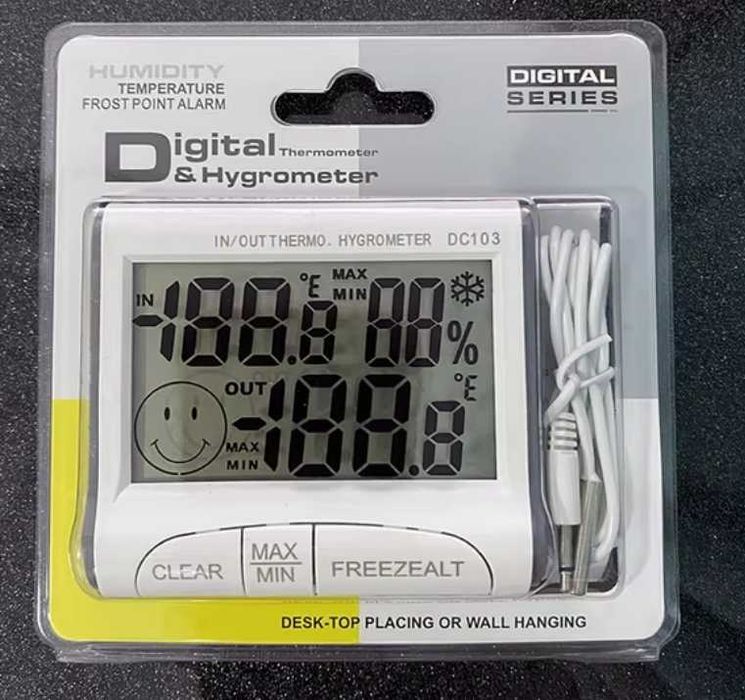 HUMIDITY
TEMPERATURE
FROST POINT ALARM
DIGITAL
SERIES
Digital Thermometer
& Hygrometer
IN/OUT THERMO. HYGROMETER DC103
IN -188.8 °E MAX MIN 88 %
OUT -188.8 °E
MAX
MIN
CLEAR
MAX
MIN
FREEZEALT
DESK-TOP PLACING OR WALL HANGING